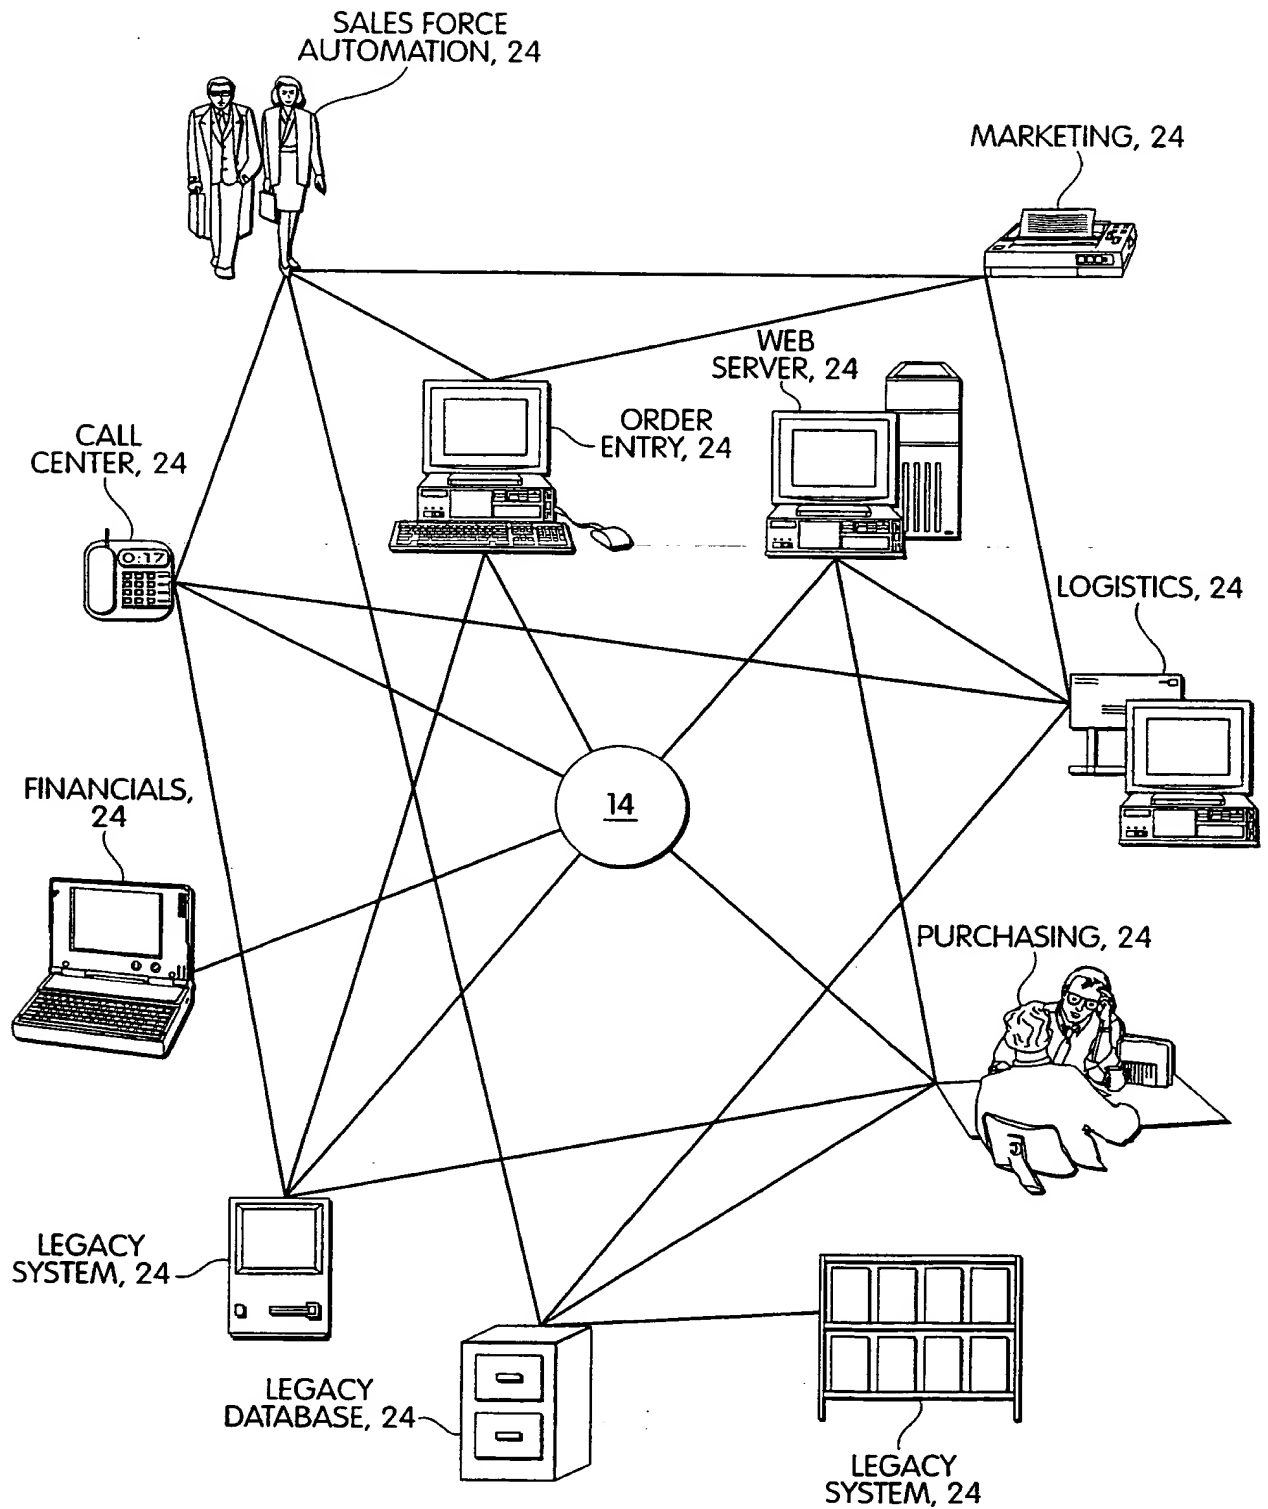 SALES FORCE
AUTOMATION, 24
MARKETING, 24
WEB
SERVER, 24
ORDER
ENTRY, 24
CALL
CENTER, 24
0:17
LOGISTICS, 24
FINANCIALS,
24
14
PURCHASING, 24
LEGACY
SYSTEM, 24
LEGACY
DATABASE, 24
LEGACY
SYSTEM, 24